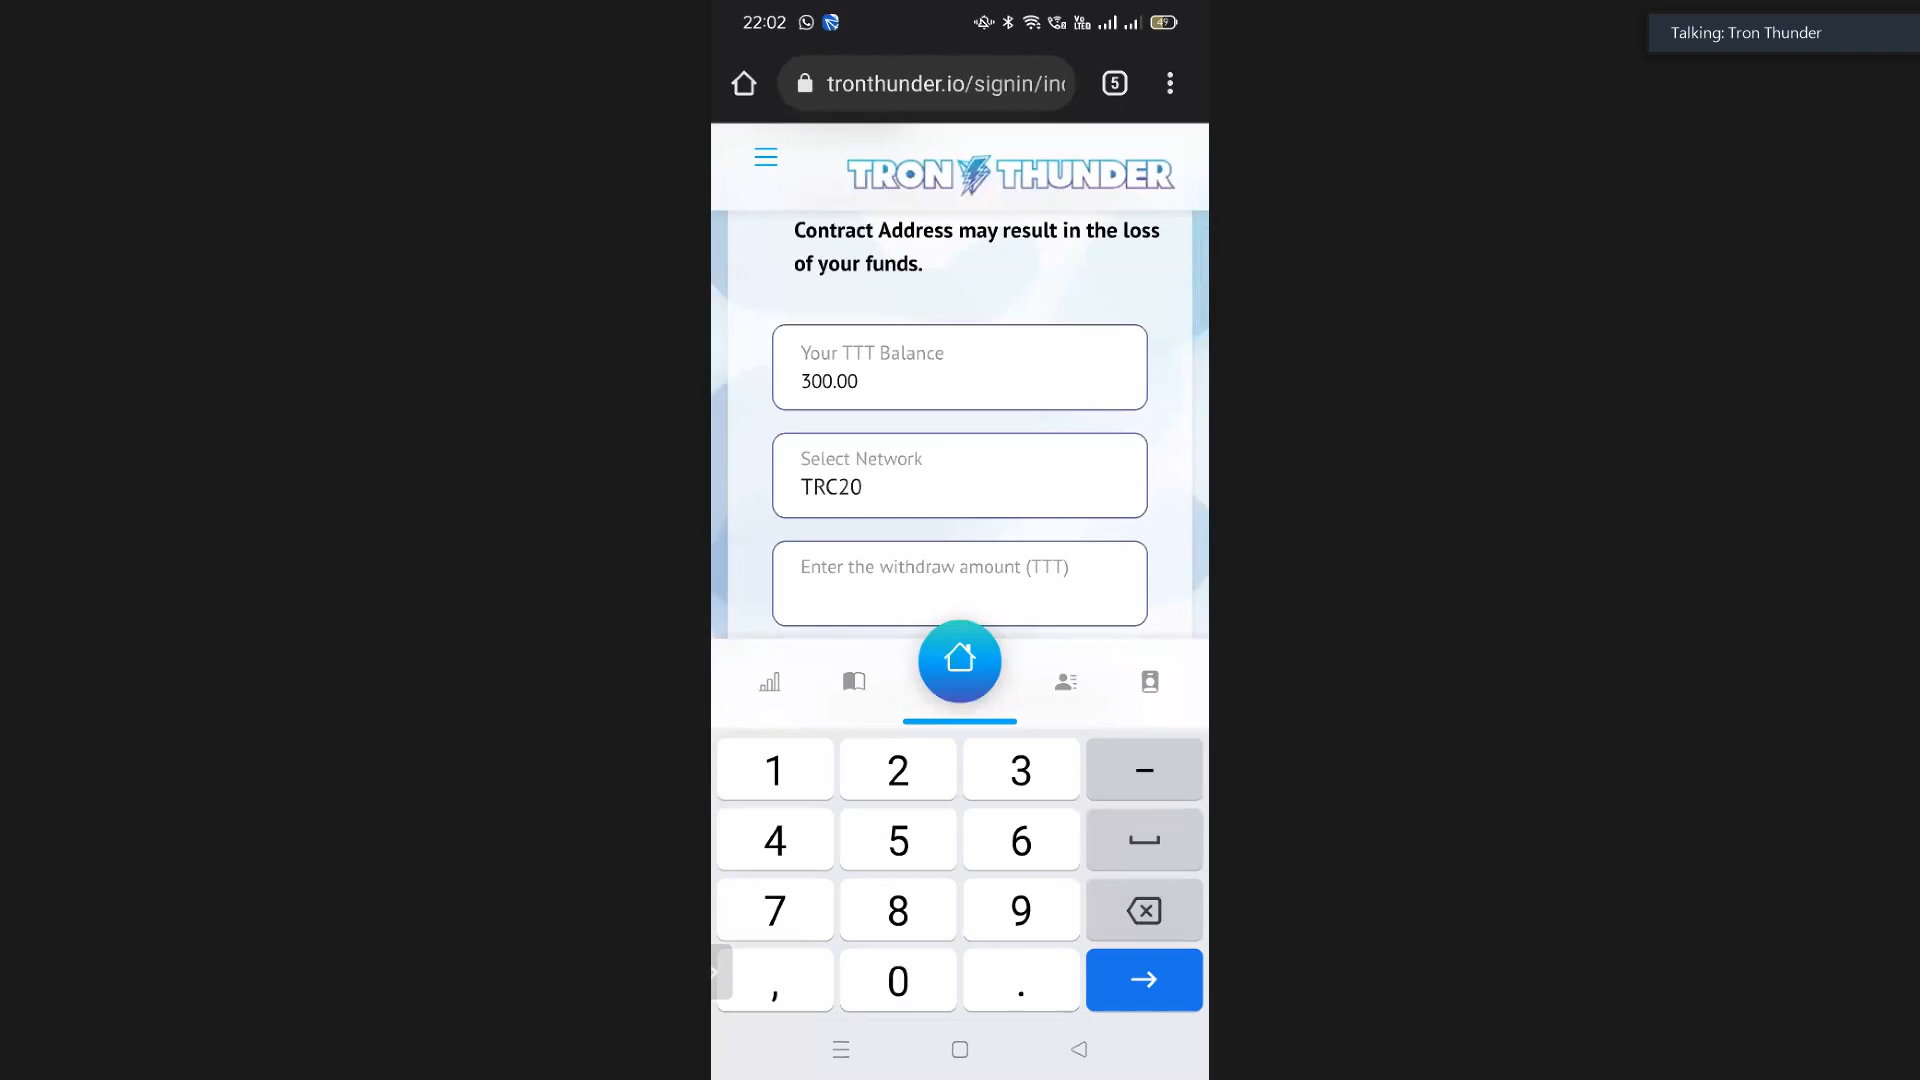 Talking: Tron Thunder
22:02
49
tronthunder.io/signin/in
5
TRON THUNDER
Contract Address may result in the loss
of your funds.
Your TTT Balance
300.00
Select Network
TRC20
Enter the withdraw amount (TTT)
1 2 3 –
4 5 6
7 8 9
, 0 .